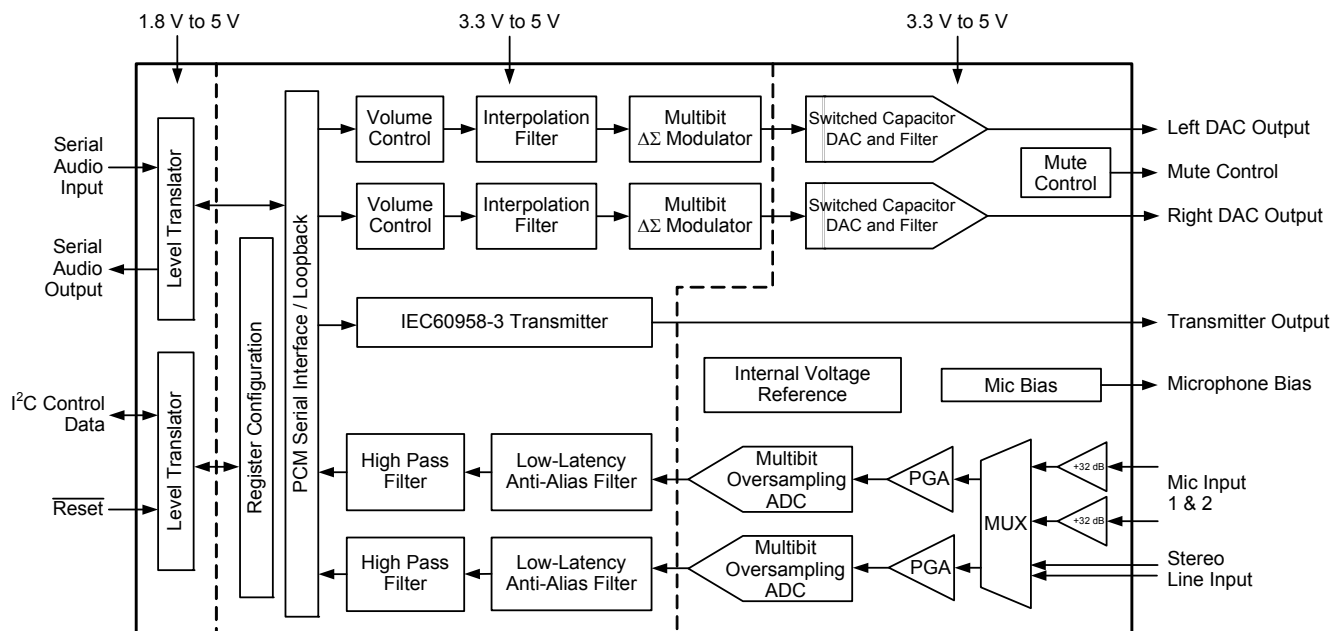 1.8 V to 5 V
3.3 V to 5 V
3.3 V to 5 V
Serial
Audio
Input
Serial
Audio
Output
I²C Control
Data
Reset
Level Translator
Level Translator
Register Configuration
PCM Serial Interface / Loopback
Volume
Control
Interpolation
Filter
Multibit
ΔΣ Modulator
Switched Capacitor
DAC and Filter
Left DAC Output
Mute
Control
Mute Control
Volume
Control
Interpolation
Filter
Multibit
ΔΣ Modulator
Switched Capacitor
DAC and Filter
Right DAC Output
IEC60958-3 Transmitter
Transmitter Output
Internal Voltage
Reference
Mic Bias
Microphone Bias
High Pass
Filter
Low-Latency
Anti-Alias Filter
Multibit
Oversampling
ADC
PGA
MUX
+32 dB
+32 dB
Mic Input
1 & 2
High Pass
Filter
Low-Latency
Anti-Alias Filter
Multibit
Oversampling
ADC
PGA
Stereo
Line Input